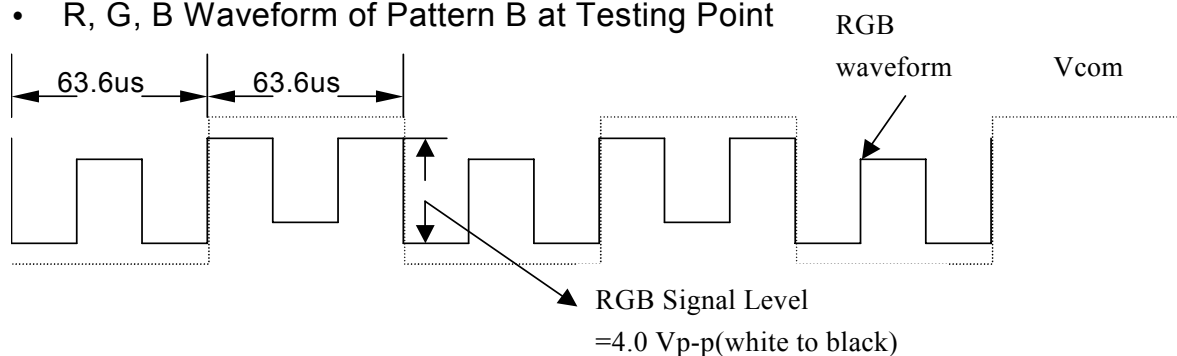 • R, G, B Waveform of Pattern B at Testing Point
RGB
waveform
Vcom
63.6us
63.6us
RGB Signal Level
=4.0 Vp-p(white to black)